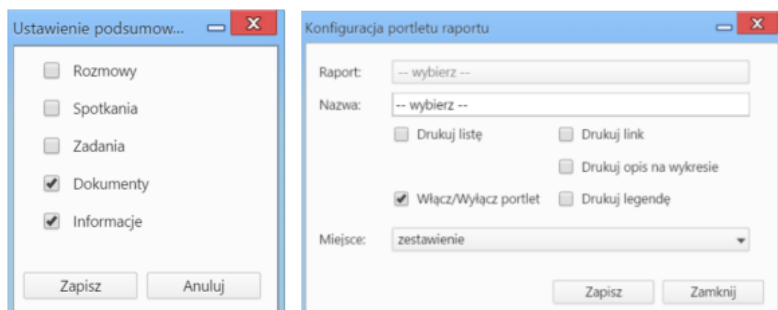 Ustawienie podsumow...
Rozmowy
Spotkania
Zadania
Dokumenty
Informacje
Zapisz Anuluj
Konfiguracja portletu raportu
Raport: -- wybierz --
Nazwa: -- wybierz --
Drukuj listę Drukuj link
Drukuj opis na wykresie
Włącz/Wyłącz portlet Drukuj legendę
Miejsce: zestawienie
Zapisz Zamknij